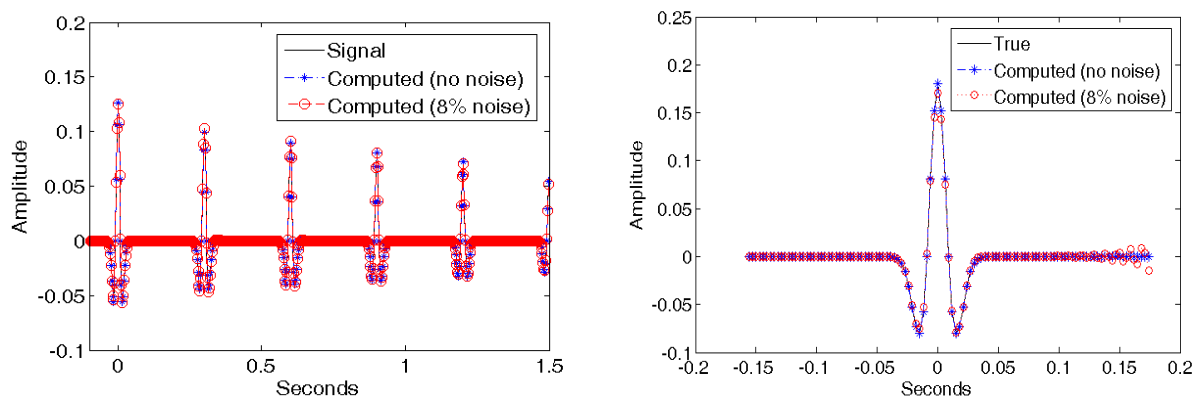 0.2
0.15
0.1
0.05
0
-0.05
-0.1
Amplitude
Signal
Computed (no noise)
Computed (8% noise)
0
0.5
1
1.5
Seconds
0.25
0.2
0.15
0.1
0.05
0
-0.05
-0.1
Amplitude
True
Computed (no noise)
Computed (8% noise)
-0.2
-0.15
-0.1
-0.05
0
0.05
0.1
0.15
0.2
Seconds